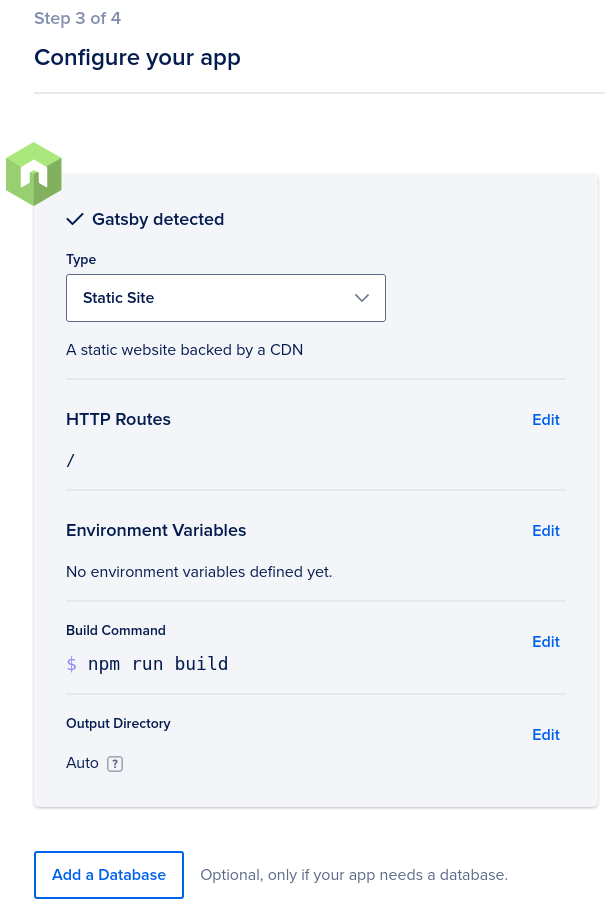 Step 3 of 4
Configure your app
Gatsby detected
Type
Static Site
A static website backed by a CDN
HTTP Routes
Edit
/
Environment Variables
Edit
No environment variables defined yet.
Build Command
Edit
$ npm run build
Output Directory
Edit
Auto ?
Add a Database
Optional, only if your app needs a database.